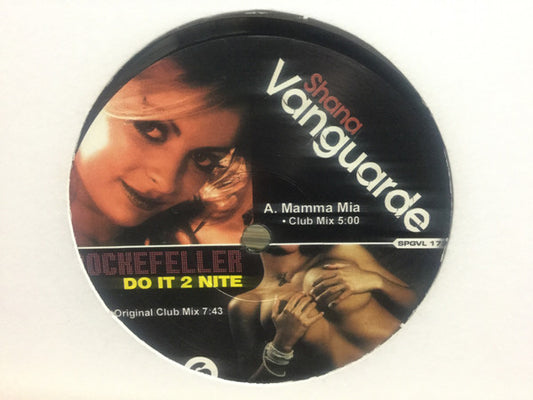 Shana
Vanguarde
A. Mamma Mia
• Club Mix 5:00
SPGVL 17
OCKEFELLER
DO IT 2 NITE
Original Club Mix 7:43